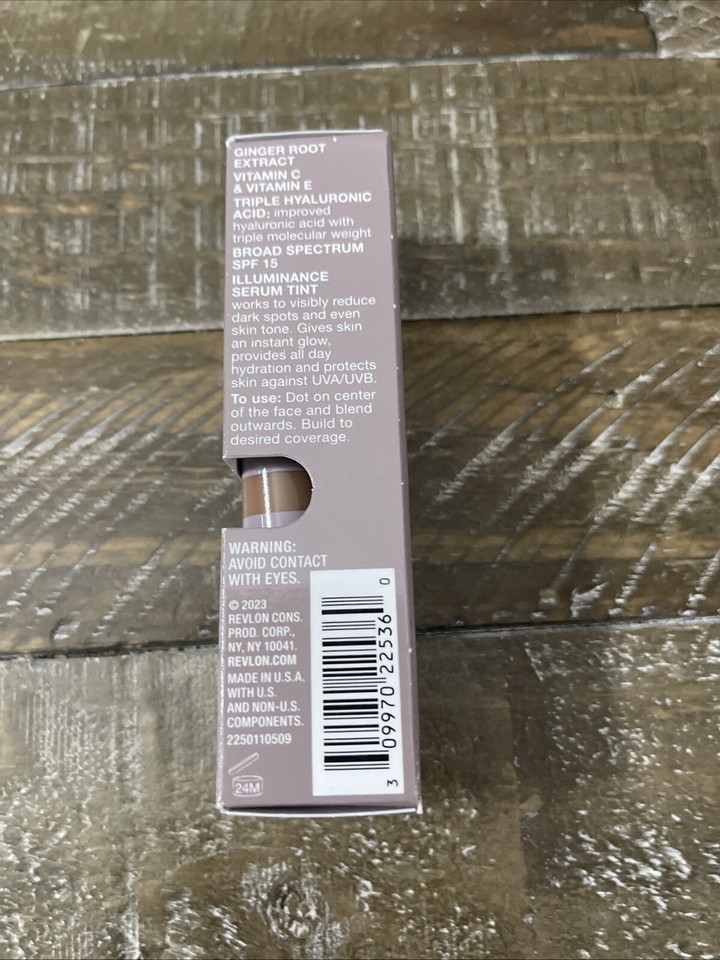 GINGER ROOT
EXTRACT
VITAMIN C
& VITAMIN E
TRIPLE HYALURONIC
ACID: improved
hyaluronic acid with
triple molecular weight
BROAD SPECTRUM
SPF 15
ILLUMINANCE
SERUM TINT
works to visibly reduce
dark spots and even
skin tone. Gives skin
an instant glow,
provides all day
hydration and protects
skin against UVA/UVB.
To use: Dot on center
of the face and blend
outwards. Build to
desired coverage.
WARNING:
AVOID CONTACT
WITH EYES.
© 2023
REVLON CONS.
PROD. CORP.,
NY, NY 10041.
REVLON.COM
MADE IN U.S.A.
WITH U.S.
AND NON-U.S.
COMPONENTS.
2250110509
24M
3 09970 22536 0